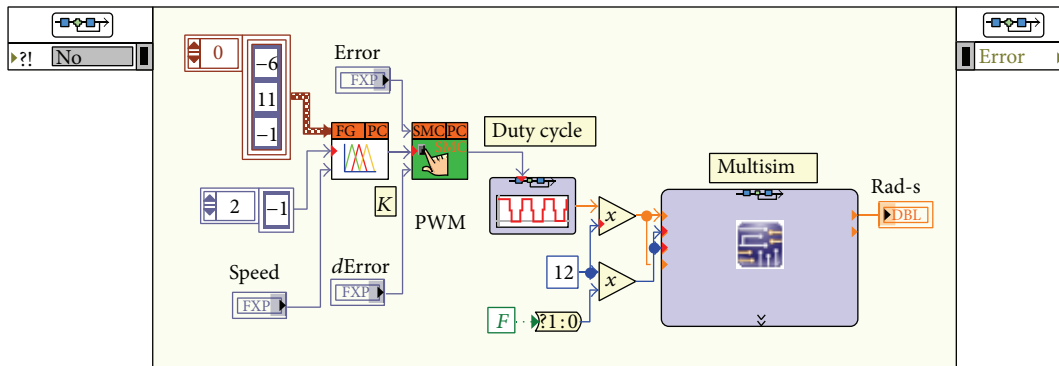 ?! No
Error
0
−6
11
−1
Error
FXP
FG PC
SMC PC
SMC
Duty cycle
Multisim
2
−1
K
PWM
x
Rad-s
DBL
12
x
Speed
FXP
dError
FXP
F
?1:0